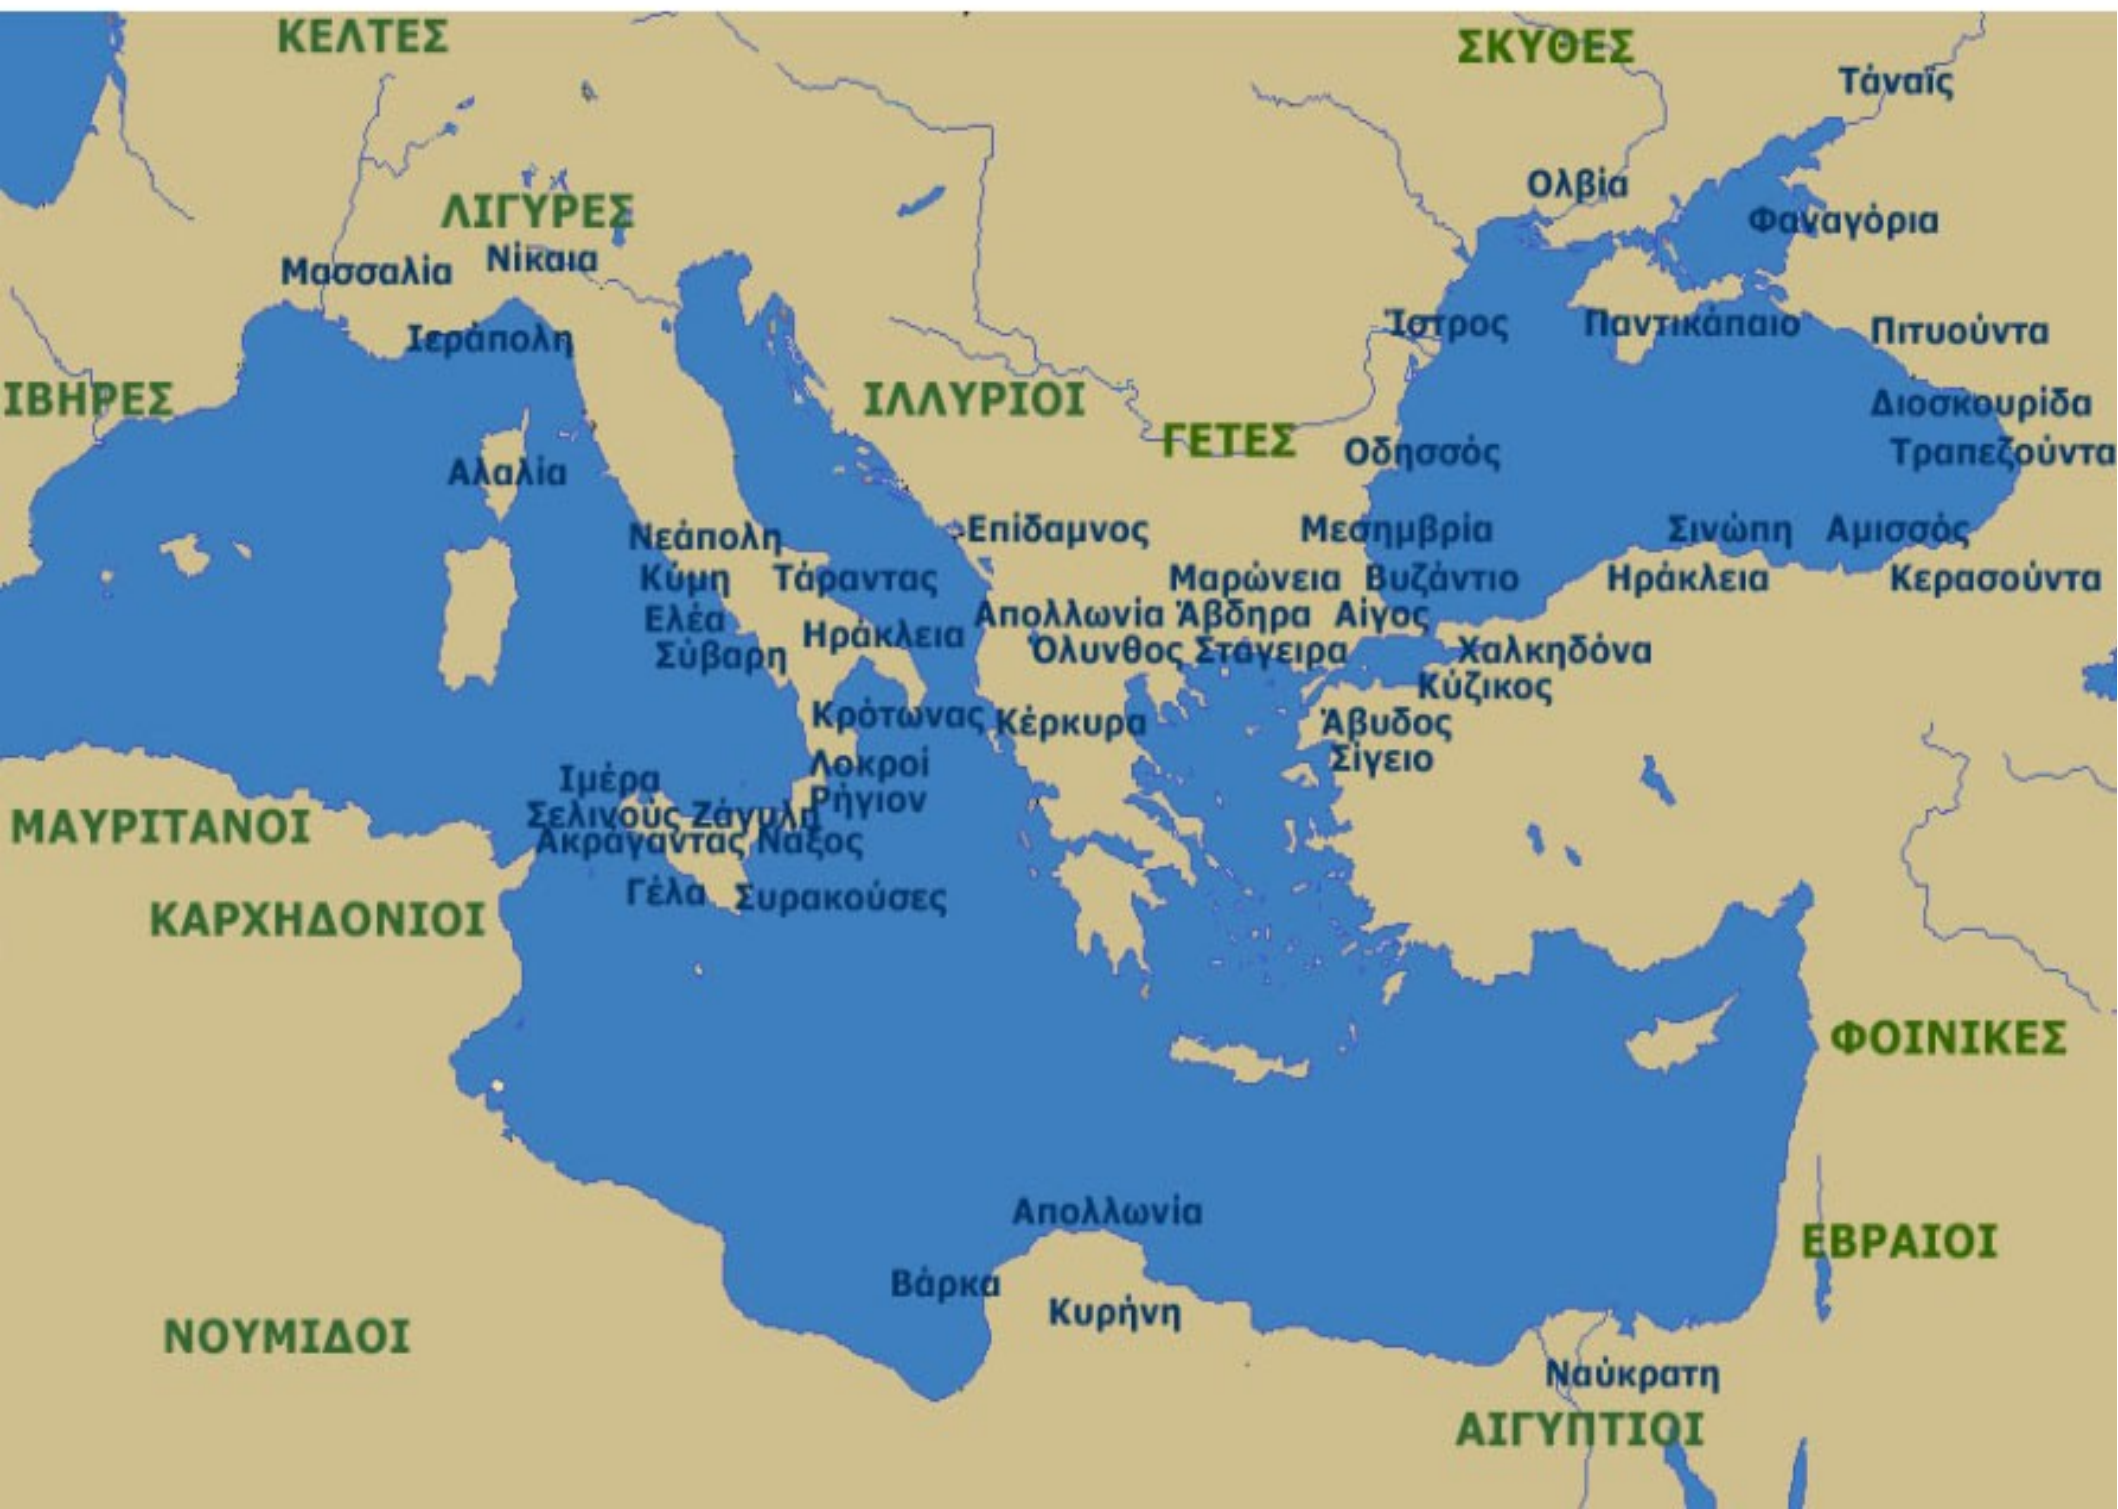 ΚΕΛΤΕΣ
ΣΚΥΘΕΣ
Τάναϊς
Ολβία
ΛΙΓΥΡΕΣ
Φαναγόρια
Μασσαλία
Νίκαια
Ίστρος
Παντικάπαιο
Πιτυούντα
Ιεράπολη
ΙΒΗΡΕΣ
ΙΛΛΥΡΙΟΙ
Διοσκουρίδα
ΓΕΤΕΣ
Οδησσός
Τραπεζούντα
Αλαλία
Νεάπολη
Επίδαμνος
Μεσημβρία
Σινώπη
Αμισσός
Κύμη
Τάραντας
Μαρώνεια
Βυζάντιο
Ηράκλεια
Κερασούντα
Ελέα
Ηράκλεια
Απολλωνία
Άβδηρα
Αίγος
Σύβαρη
Όλυνθος
Στάγειρα
Χαλκηδόνα
Κύζικος
Κρότωνας
Κέρκυρα
Άβυδος
Λοκροί
Σίγειο
Ιμέρα
Ρήγιον
Σελινούς
Ζάγυλη
ΜΑΥΡΙΤΑΝΟΙ
Ακράγαντας
Νάξος
Γέλα
Συρακούσες
ΚΑΡΧΗΔΟΝΙΟΙ
ΦΟΙΝΙΚΕΣ
Απολλωνία
ΕΒΡΑΙΟΙ
Βάρκα
Κυρήνη
ΝΟΥΜΙΔΟΙ
Ναύκρατη
ΑΙΓΥΠΤΙΟΙ